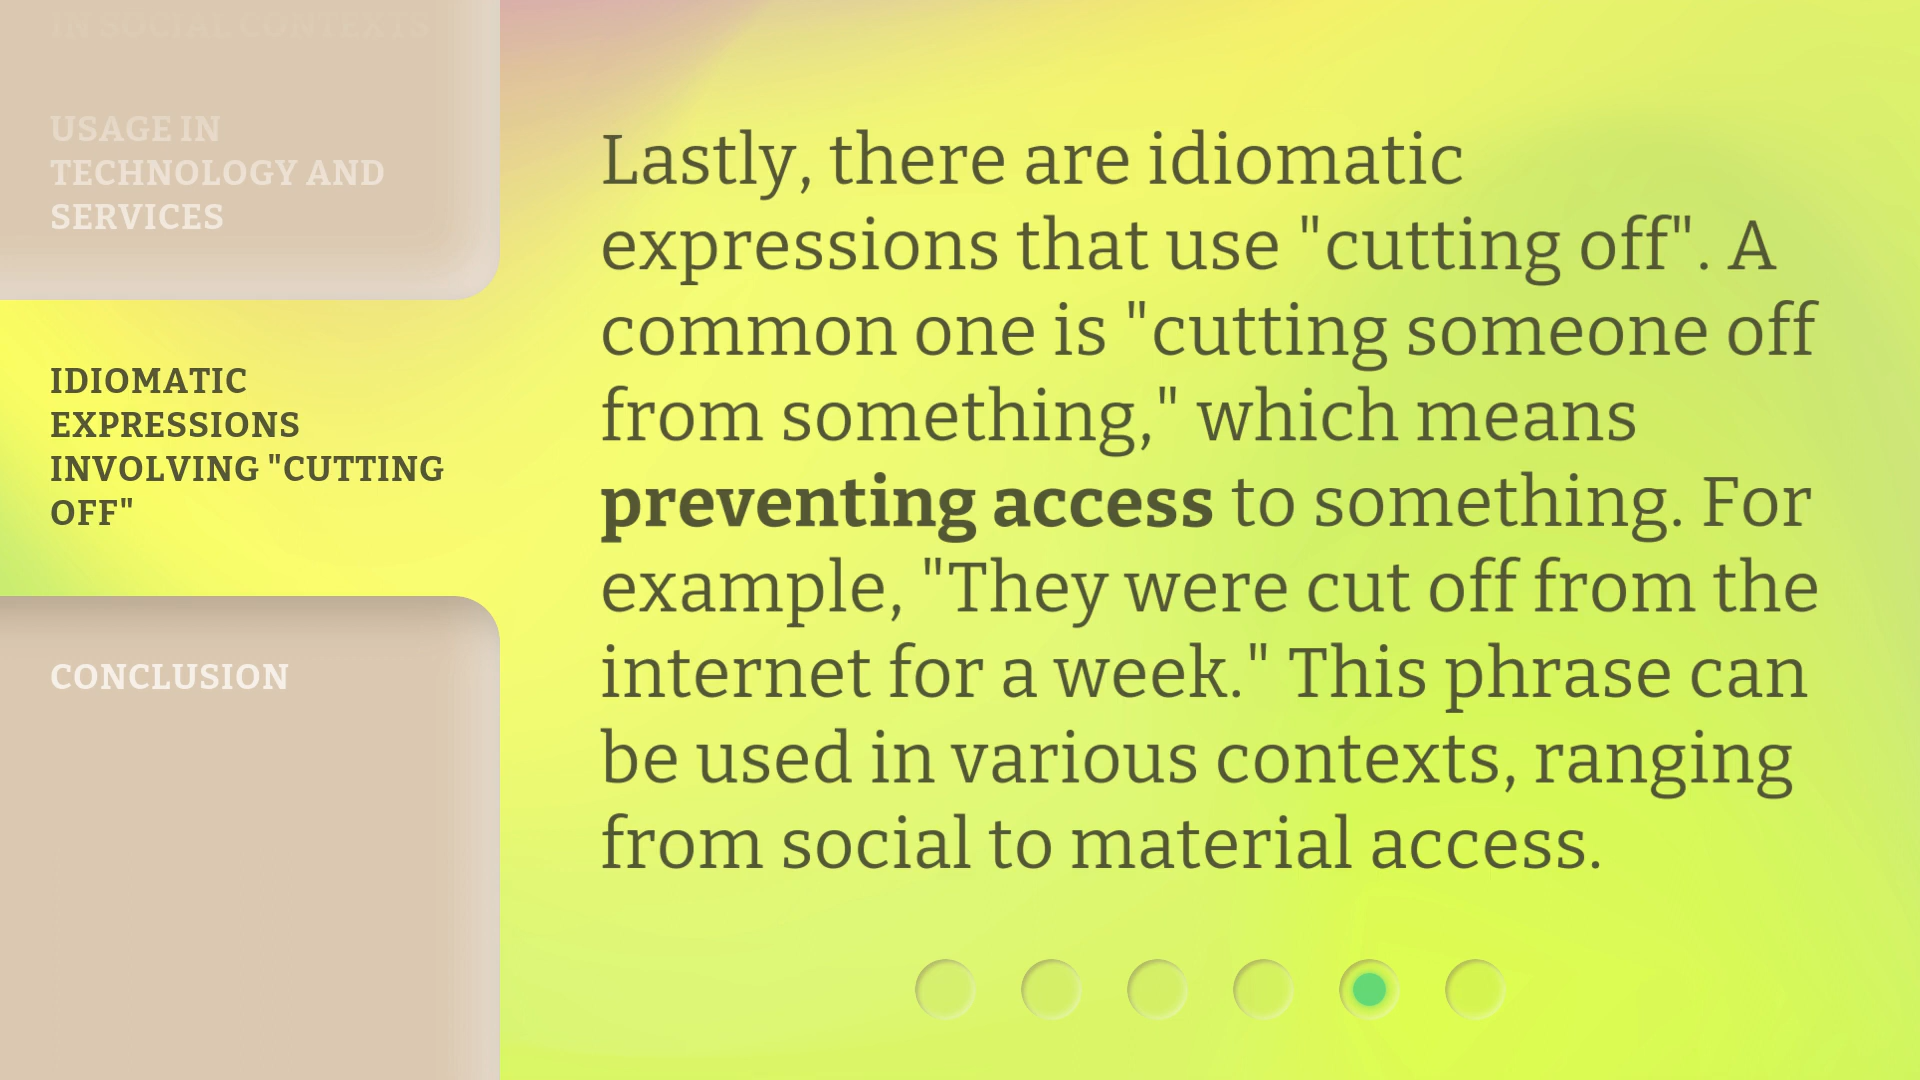 IN SOCIAL CONTEXTS
USAGE IN
TECHNOLOGY AND
SERVICES
IDIOMATIC
EXPRESSIONS
INVOLVING "CUTTING
OFF"
CONCLUSION
Lastly, there are idiomatic
expressions that use "cutting off". A
common one is "cutting someone off
from something," which means
preventing access to something. For
example, "They were cut off from the
internet for a week." This phrase can
be used in various contexts, ranging
from social to material access.